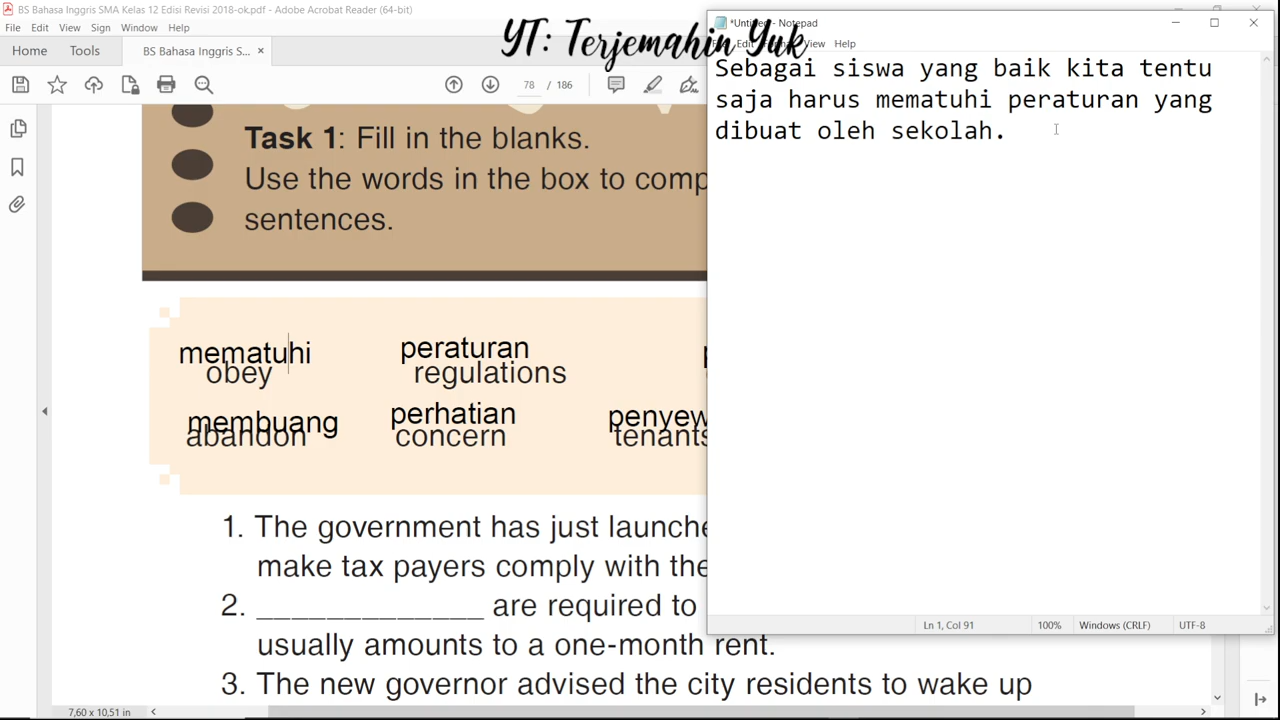 BS Bahasa Inggris SMA Kelas 12 Edisi Revisi 2018-ok.pdf - Adobe Acrobat Reader (64-bit)
File Edit View Sign Window Help
Home Tools BS Bahasa Inggris S... ×
78 / 186
YT: Terjemahin Yuk
*Untitled - Notepad
Edit View Help
Sebagai siswa yang baik kita tentu
saja harus mematuhi peraturan yang
dibuat oleh sekolah.
Task 1: Fill in the blanks.
Use the words in the box to comp
sentences.
mematuhi peraturan
obey regulations
membuang perhatian penyew
abandon concern tenants
1. The government has just launche
make tax payers comply with the
2. _____________ are required to
usually amounts to a one-month rent.
3. The new governor advised the city residents to wake up
Ln 1, Col 91 100% Windows (CRLF) UTF-8
7,60 x 10,51 in